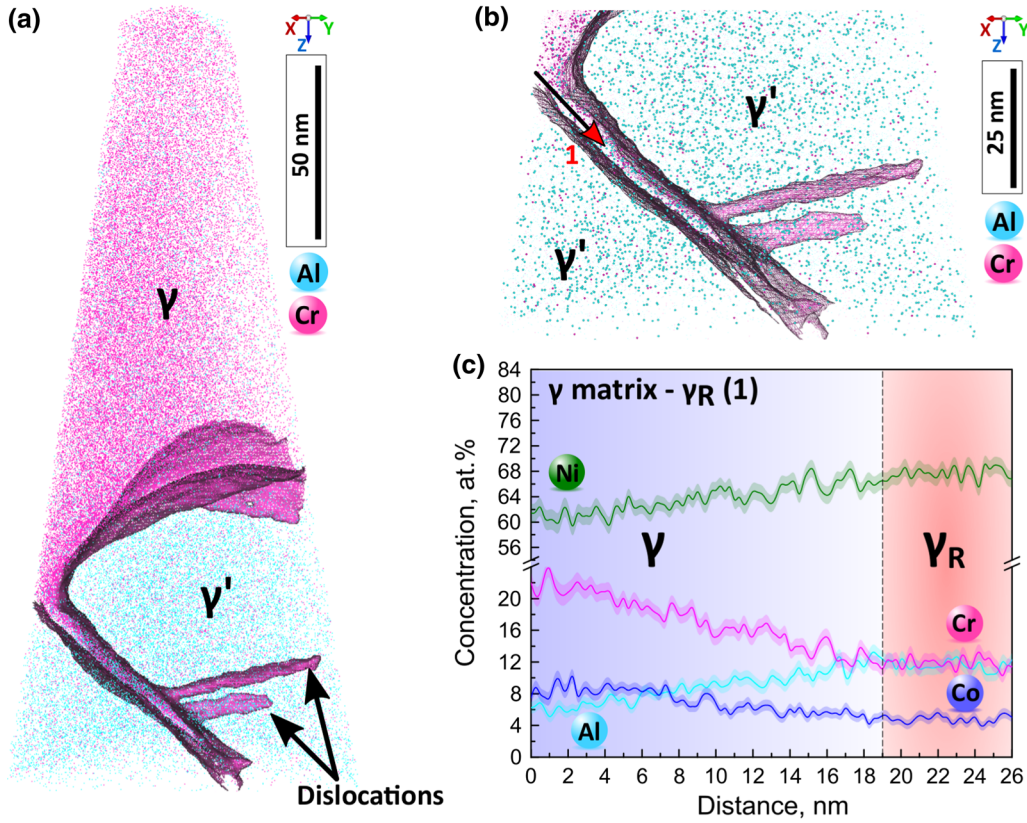 (a)
X Y
Z
50 nm
Al
Cr
γ
γ'
Dislocations
(b)
X Y
Z
25 nm
Al
Cr
γ'
1
γ'
(c)
γ matrix - γR (1)
Concentration, at.%
84
80
76
72
68
64
60
56
20
16
12
8
4
0
Ni
γ
γR
Cr
Co
Al
0 2 4 6 8 10 12 14 16 18 20 22 24 26
Distance, nm